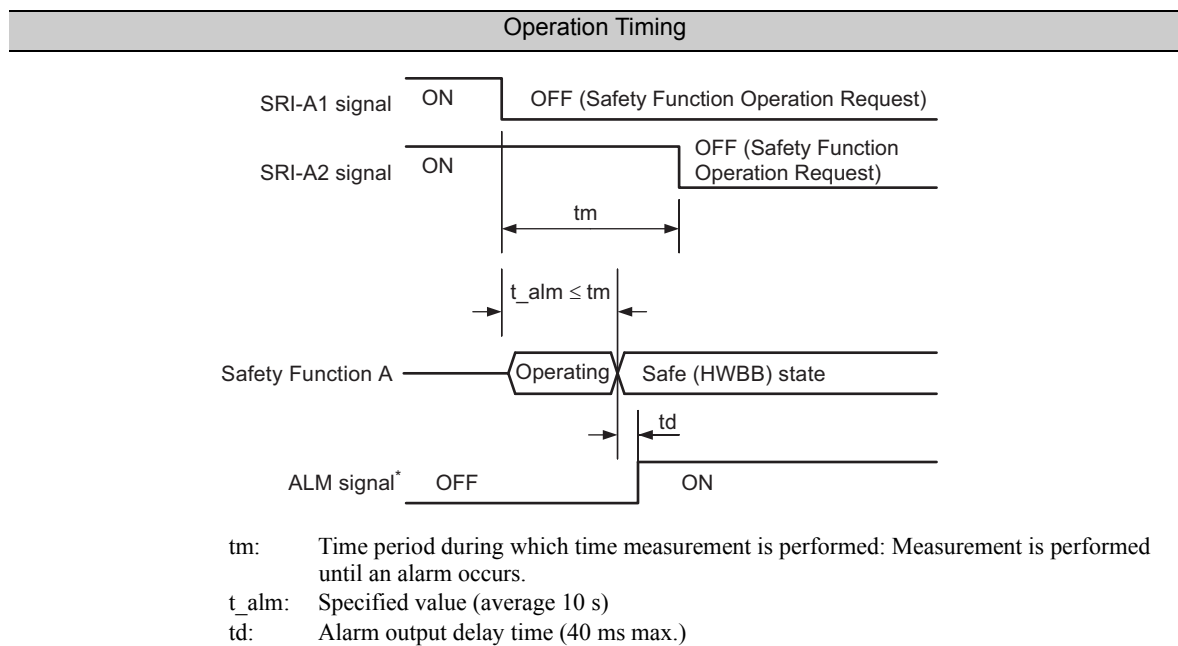 Operation Timing
SRI-A1 signal ON OFF (Safety Function Operation Request)
SRI-A2 signal ON OFF (Safety Function
Operation Request)
tm
t_alm ≤ tm
Safety Function A Operating Safe (HWBB) state
td
ALM signal* OFF ON
tm: Time period during which time measurement is performed: Measurement is performed
until an alarm occurs.
t_alm: Specified value (average 10 s)
td: Alarm output delay time (40 ms max.)